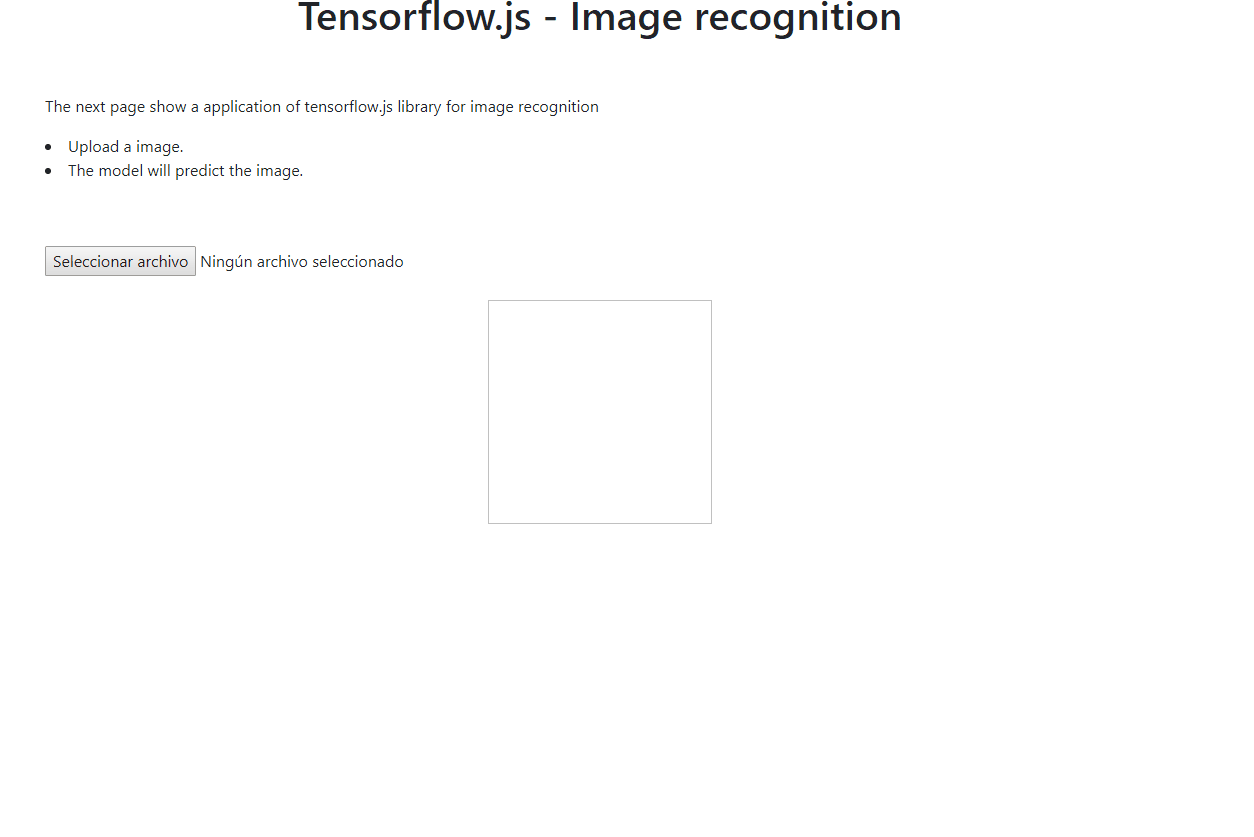 Tensorflow.js - Image recognition
The next page show a application of tensorflow.js library for image recognition
Upload a image.
The model will predict the image.
Seleccionar archivo Ningún archivo seleccionado